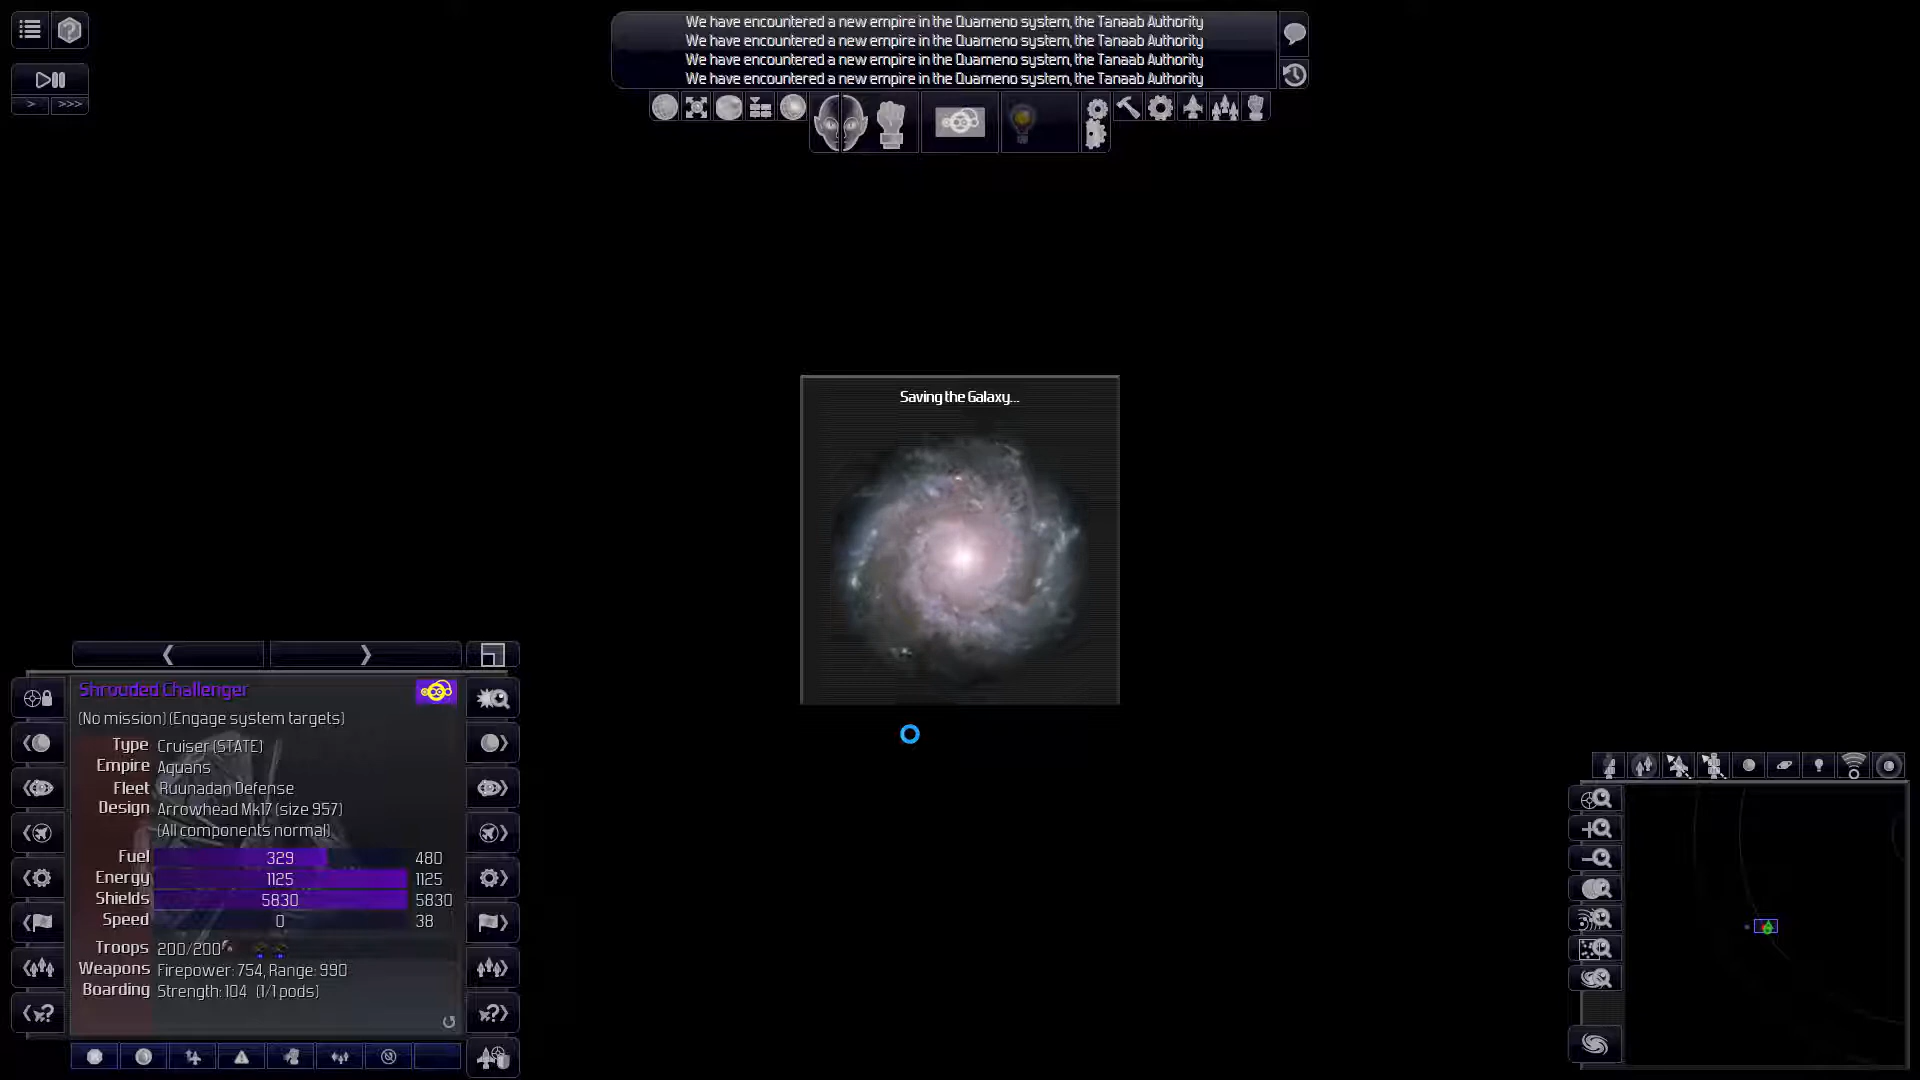 We have encountered a new empire in the Quameno system, the Tanaab Authority
We have encountered a new empire in the Quameno system, the Tanaab Authority
We have encountered a new empire in the Quameno system, the Tanaab Authority
We have encountered a new empire in the Quameno system, the Tanaab Authority
> >>>
Saving the Galaxy...
Shrouded Challenger
(No mission) (Engage system targets)
Type Cruiser (STATE)
Empire Aquans
Fleet Ruunadan Defense
Design Arrowhead Mk17 (size 957)
(All components normal)
Fuel 329 480
Energy 1125 1125
Shields 5830 5830
Speed 0 38
Troops 200/200
Weapons Firepower: 754, Range: 990
Boarding Strength: 104 (1/1 pods)